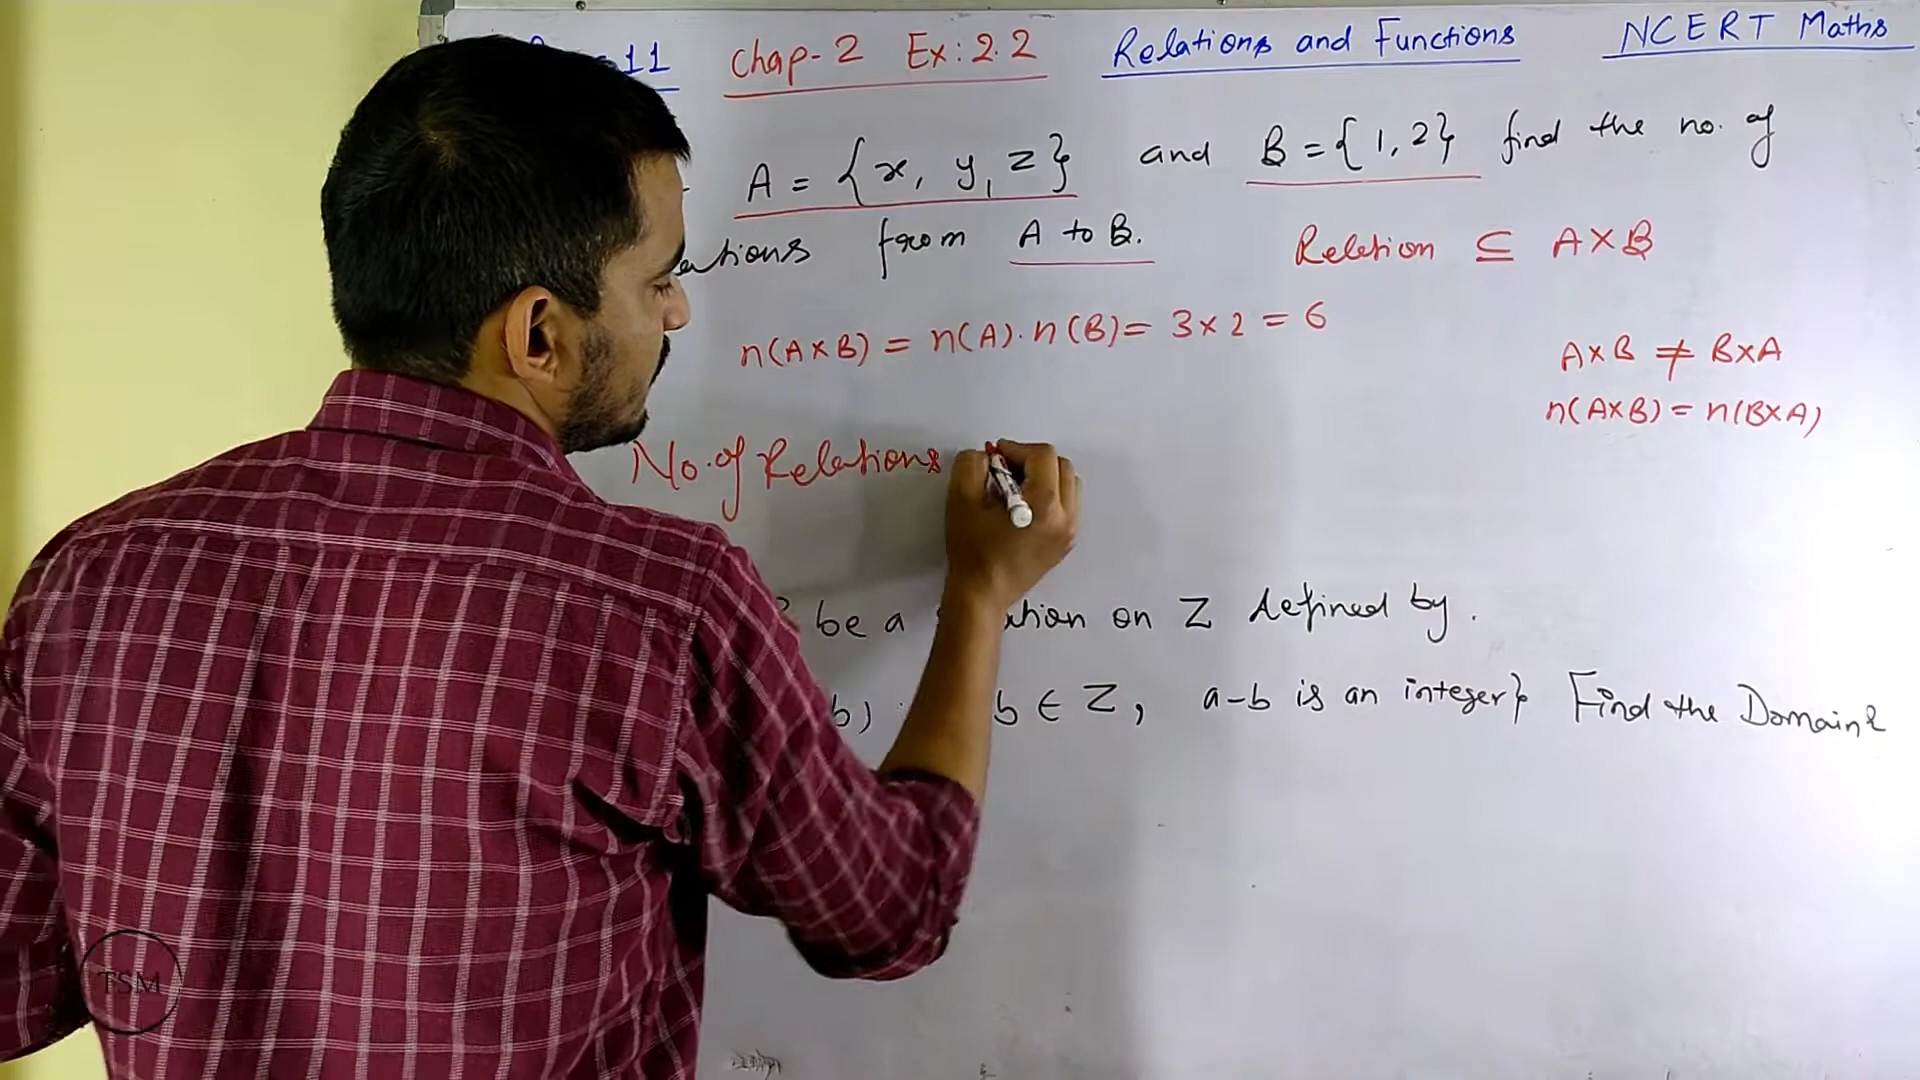 11 Chap-2 Ex:2.2 Relations and Functions NCERT Maths
A = {x, y, z} and B = {1, 2} find the no. of
ations from A to B. Relation ⊆ A×B
n(A×B) = n(A).n(B) = 3×2 = 6
A×B ≠ B×A
n(A×B) = n(B×A)
No. of Relations
be a ation on Z defined by.
b) b ∈ Z, a-b is an integer} Find the Domain &
TSM